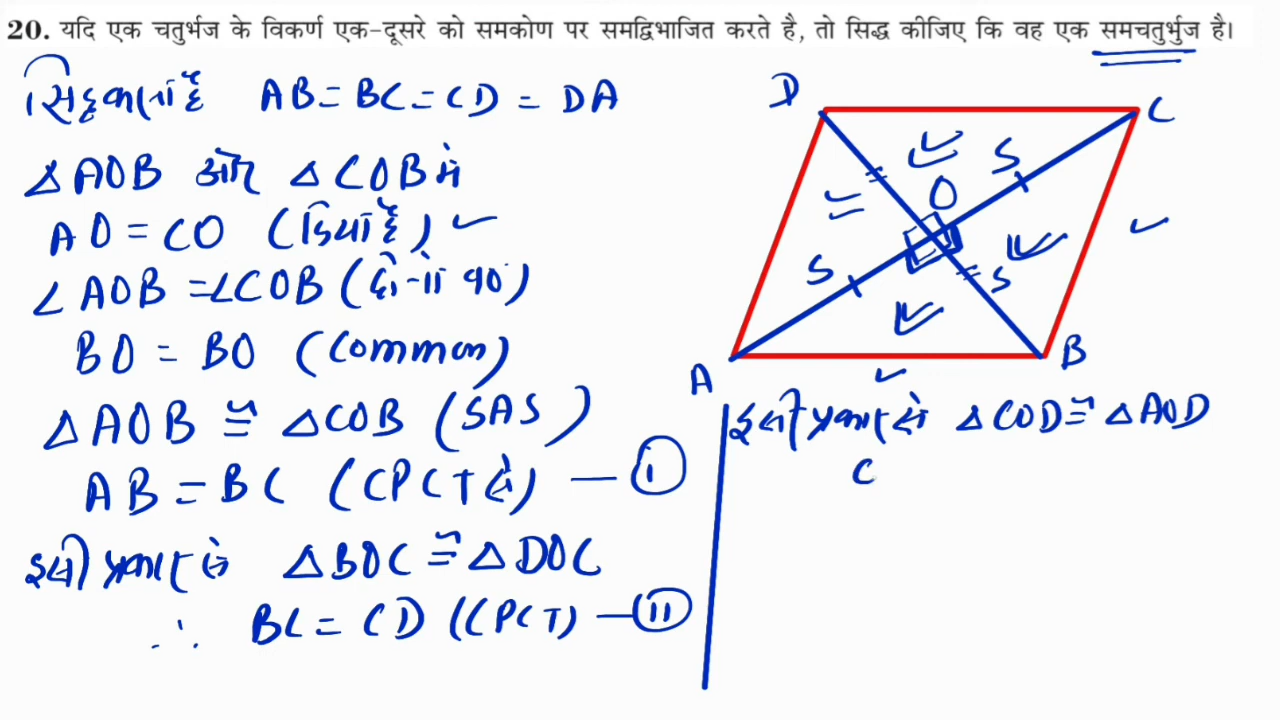 20. यदि एक चतुर्भज के विकर्ण एक-दूसरे को समकोण पर समद्विभाजित करते है, तो सिद्ध कीजिए कि वह एक समचतुर्भुज है।
सिद्ध करना है AB = BC = CD = DA
△AOB और △COB में
AO = CO (दिया है) ✓
∠AOB = ∠COB (दोनों 90°)
BO = BO (Common)
△AOB ≅ △COB (SAS)
AB = BC (CPCT से) — I
इसी प्रकार से △BOC ≅ △DOC
∴ BC = CD (CPCT) — II
D
C
S
O
S
S
A
B
इसी प्रकार से △COD ≅ △AOD
C